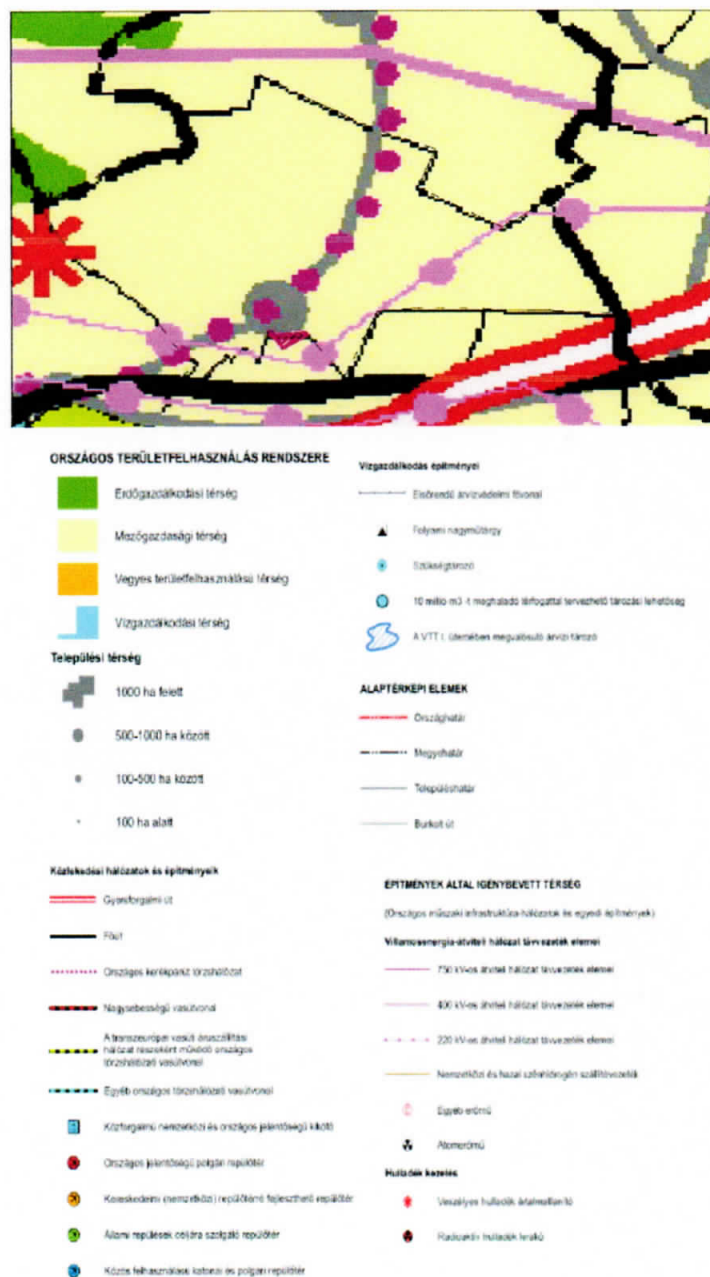 ORSZÁGOS TERÜLETFELHASZNÁLÁS RENDSZERE
Erdőgazdálkodási térség
Mezőgazdasági térség
Vegyes területfelhasználású térség
Vízgazdálkodási térség
Települési térség
1000 ha felett
500-1000 ha között
100-500 ha között
100 ha alatt
Vízgazdálkodás építményei
Elsőrendű árvízvédelmi fővonal
Folyami nagyműtárgy
Szükségtározó
10 millió m3 -t meghaladó térfogattal tervezhető tározási lehetőség
A VTT I. ütemében megvalósuló árvízi tározó
ALAPTÉRKÉPI ELEMEK
Országhatár
Megyehatár
Településhatár
Burkolt út
Közlekedési hálózatok és építményeik
Gyorsforgalmi út
Főút
Országos kerékpárút törzshálózat
Nagysebességű vasútvonal
A transzeurópai vasúti áruszállítási
hálózat részeként működő országos
törzshálózati vasútvonal
Egyéb országos törzshálózati vasútvonal
Közforgalmú nemzetközi és országos jelentőségű kikötő
Országos jelentőségű polgári repülőtér
Kereskedelmi (nemzetközi) repülőtérré fejleszthető repülőtér
Állami repülések céljára szolgáló repülőtér
Közös felhasználású katonai és polgári repülőtér
ÉPÍTMÉNYEK ÁLTAL IGÉNYBEVETT TÉRSÉG
(Országos műszaki infrastruktúra-hálózatok és egyedi építmények)
Villamosenergia-átviteli hálózat távvezeték elemei
750 kV-os átviteli hálózat távvezeték elemei
400 kV-os átviteli hálózat távvezeték elemei
220 kV-os átviteli hálózat távvezeték elemei
Nemzetközi és hazai szénhidrogén szállítóvezeték
Egyéb erőmű
Atomerőmű
Hulladék kezelés
Veszélyes hulladék ártalmatlanító
Radioaktív hulladék lerakó